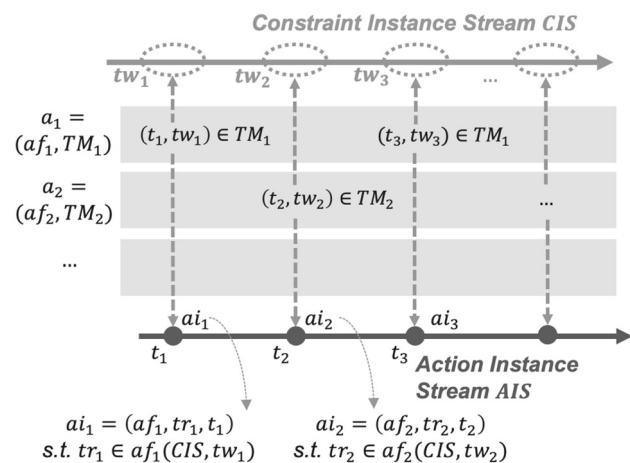 Constraint Instance Stream CIS
tw₁ tw₂ tw₃ ...
a₁ =
(af₁, TM₁)
(t₁, tw₁) ∈ TM₁ (t₃, tw₃) ∈ TM₁
a₂ =
(af₂, TM₂)
(t₂, tw₂) ∈ TM₂ ...
...
ai₁ ai₂ ai₃
t₁ t₂ t₃
Action Instance
Stream AIS
ai₁ = (af₁, tr₁, t₁)
s.t. tr₁ ∈ af₁(CIS, tw₁)
ai₂ = (af₂, tr₂, t₂)
s.t. tr₂ ∈ af₂(CIS, tw₂)